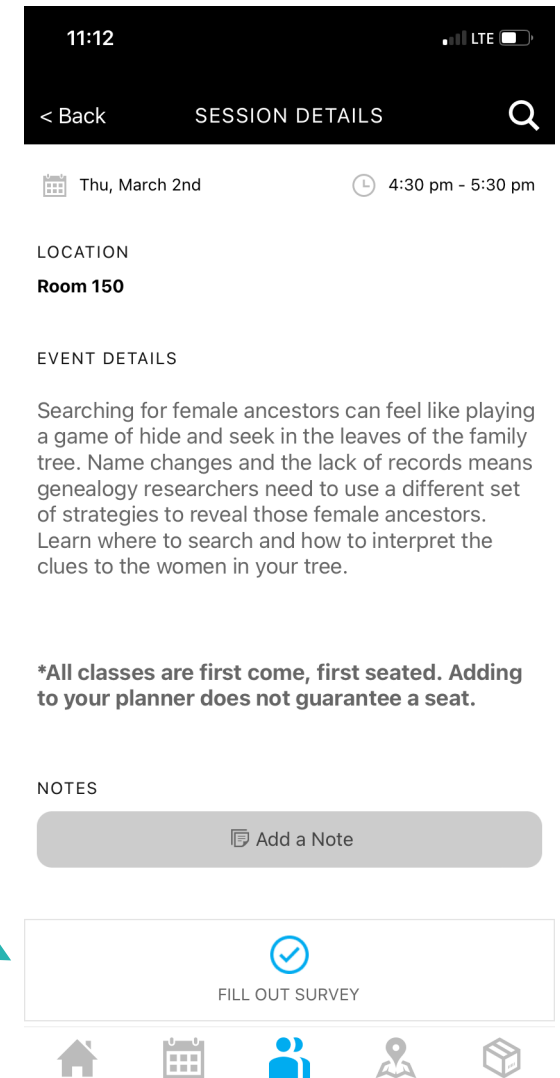 11:12
LTE
< Back
SESSION DETAILS
Thu, March 2nd
4:30 pm - 5:30 pm
LOCATION
Room 150
EVENT DETAILS
Searching for female ancestors can feel like playing
a game of hide and seek in the leaves of the family
tree. Name changes and the lack of records means
genealogy researchers need to use a different set
of strategies to reveal those female ancestors.
Learn where to search and how to interpret the
clues to the women in your tree.
*All classes are first come, first seated. Adding
to your planner does not guarantee a seat.
NOTES
Add a Note
FILL OUT SURVEY